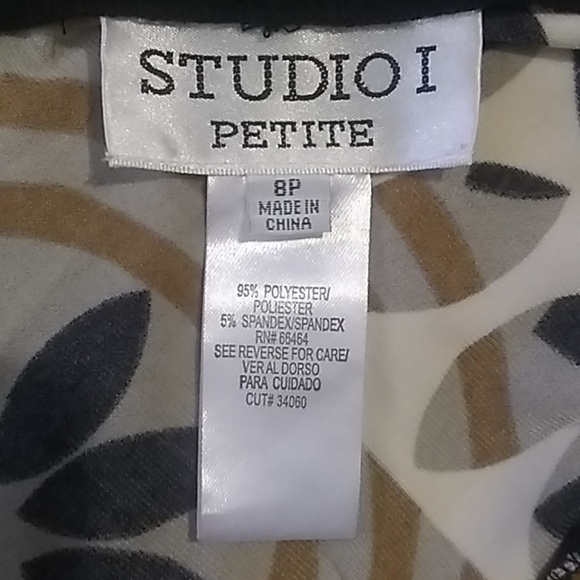 STUDIO I
PETITE
8P
MADE IN
CHINA
95% POLYESTER/
POLIESTER
5% SPANDEX/SPANDEX
RN# 66464
SEE REVERSE FOR CARE/
VER AL DORSO
PARA CUIDADO
CUT# 34060